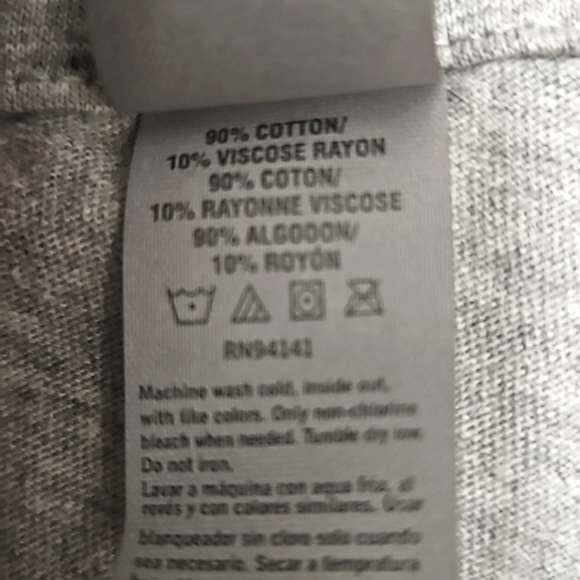 90% COTTON/
10% VISCOSE RAYON
90% COTON/
10% RAYONNE VISCOSE
90% ALGODON/
10% ROYÓN
RN94141
Machine wash cold, inside out,
with like colors. Only non-chlorine
bleach when needed. Tumble dry low.
Do not iron.
Lavar a máquina con agua fría, al
revés y con colores similares. Usar
blanqueador sin cloro solo cuando
sea necesario. Secar a temperatura